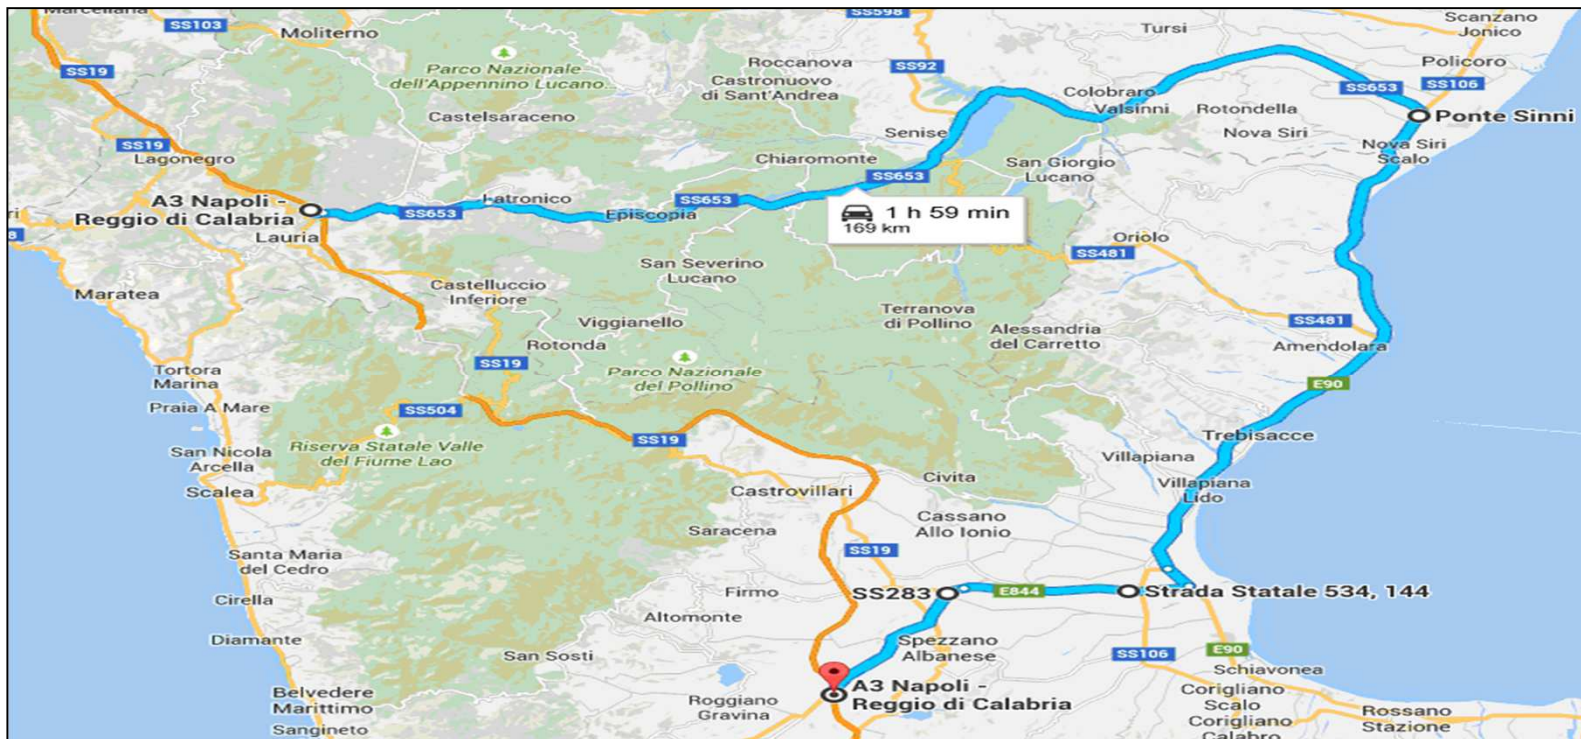 Marcellana
SS103
Moliterno
SS598
Tursi
Scanzano
Jonico
SS19
Parco Nazionale
dell'Appennino Lucano...
Roccanova
SS92
Policoro
Castronuovo
di Sant'Andrea
Colobraro
SS653
SS106
Castelsaraceno
Valsinni
Rotondella
Ponte Sinni
SS19
Senise
Nova Siri
Nova Siri
Scalo
Lagonegro
Chiaromonte
San Giorgio
Lucano
SS653
A3 Napoli -
Reggio di Calabria
Latronico
SS653
SS653
Episcopia
1 h 59 min
169 km
Lauria
Oriolo
SS481
San Severino
Lucano
Maratea
Castelluccio
Inferiore
Terranova
di Pollino
Viggianello
SS481
Alessandria
del Carretto
Rotonda
Amendolara
SS19
Parco Nazionale
del Pollino
Tortora
Marina
E90
Praia A Mare
SS504
Riserva Statale Valle
del Fiume Lao
SS19
Trebisacce
San Nicola
Arcella
Villapiana
Scalea
Castrovillari
Civita
Villapiana
Lido
Saracena
Cassano
Allo Ionio
Santa Maria
del Cedro
SS19
Cirella
Firmo
SS283
E844
Strada Statale 534, 144
Altomonte
Diamante
San Sosti
Spezzano
Albanese
SS106
E90
Schiavonea
Belvedere
Marittimo
Roggiano
Gravina
A3 Napoli -
Reggio di Calabria
Corigliano
Scalo
Rossano
Stazione
Sangineto
Corigliano
Calabro